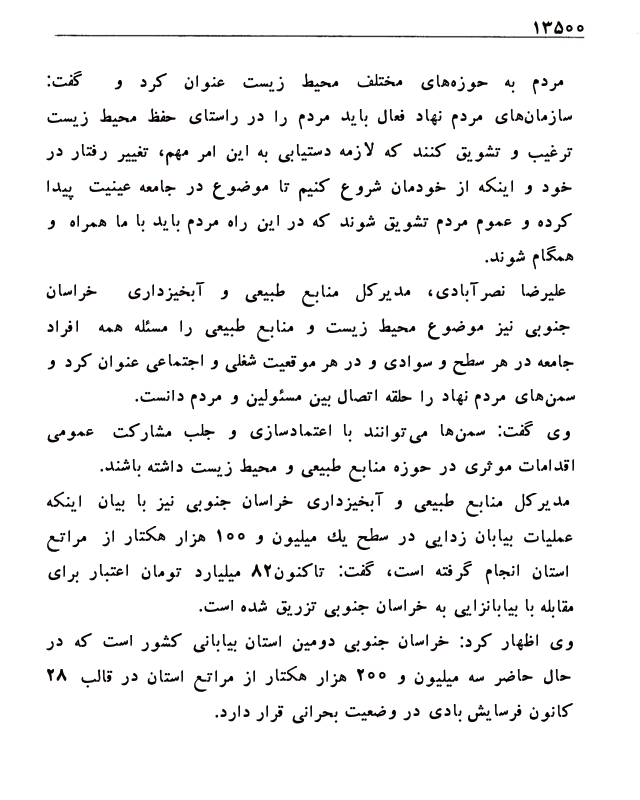 ۱۳۵۰۰
مردم به حوزه‌های مختلف محیط زیست عنوان کرد و گفت:
سازمان‌های مردم نهاد فعال باید مردم را در راستای حفظ محیط زیست
ترغیب و تشویق کنند که لازمه دستیابی به این امر مهم، تغییر رفتار در
خود و اینکه از خودمان شروع کنیم تا موضوع در جامعه عینیت پیدا
کرده و عموم مردم تشویق شوند که در این راه مردم باید با ما همراه و
همگام شوند.
علیرضا نصرآبادی، مدیرکل منابع طبیعی و آبخیزداری خراسان
جنوبی نیز موضوع محیط زیست و منابع طبیعی را مسئله همه افراد
جامعه در هر سطح و سوادی و در هر موقعیت شغلی و اجتماعی عنوان کرد و
سمن‌های مردم نهاد را حلقه اتصال بین مسئولین و مردم دانست.
وی گفت: سمن‌ها می‌توانند با اعتمادسازی و جلب مشارکت عمومی
اقدامات موثری در حوزه منابع طبیعی و محیط زیست داشته باشند.
مدیرکل منابع طبیعی و آبخیزداری خراسان جنوبی نیز با بیان اینکه
عملیات بیابان زدایی در سطح یك میلیون و ۱۰۰ هزار هکتار از مراتع
استان انجام گرفته است، گفت: تاکنون۸۲ میلیارد تومان اعتبار برای
مقابله با بیابانزایی به خراسان جنوبی تزریق شده است.
وی اظهار کرد: خراسان جنوبی دومین استان بیابانی کشور است که در
حال حاضر سه میلیون و ۲۰۰ هزار هکتار از مراتع استان در قالب ۲۸
کانون فرسایش بادی در وضعیت بحرانی قرار دارد.